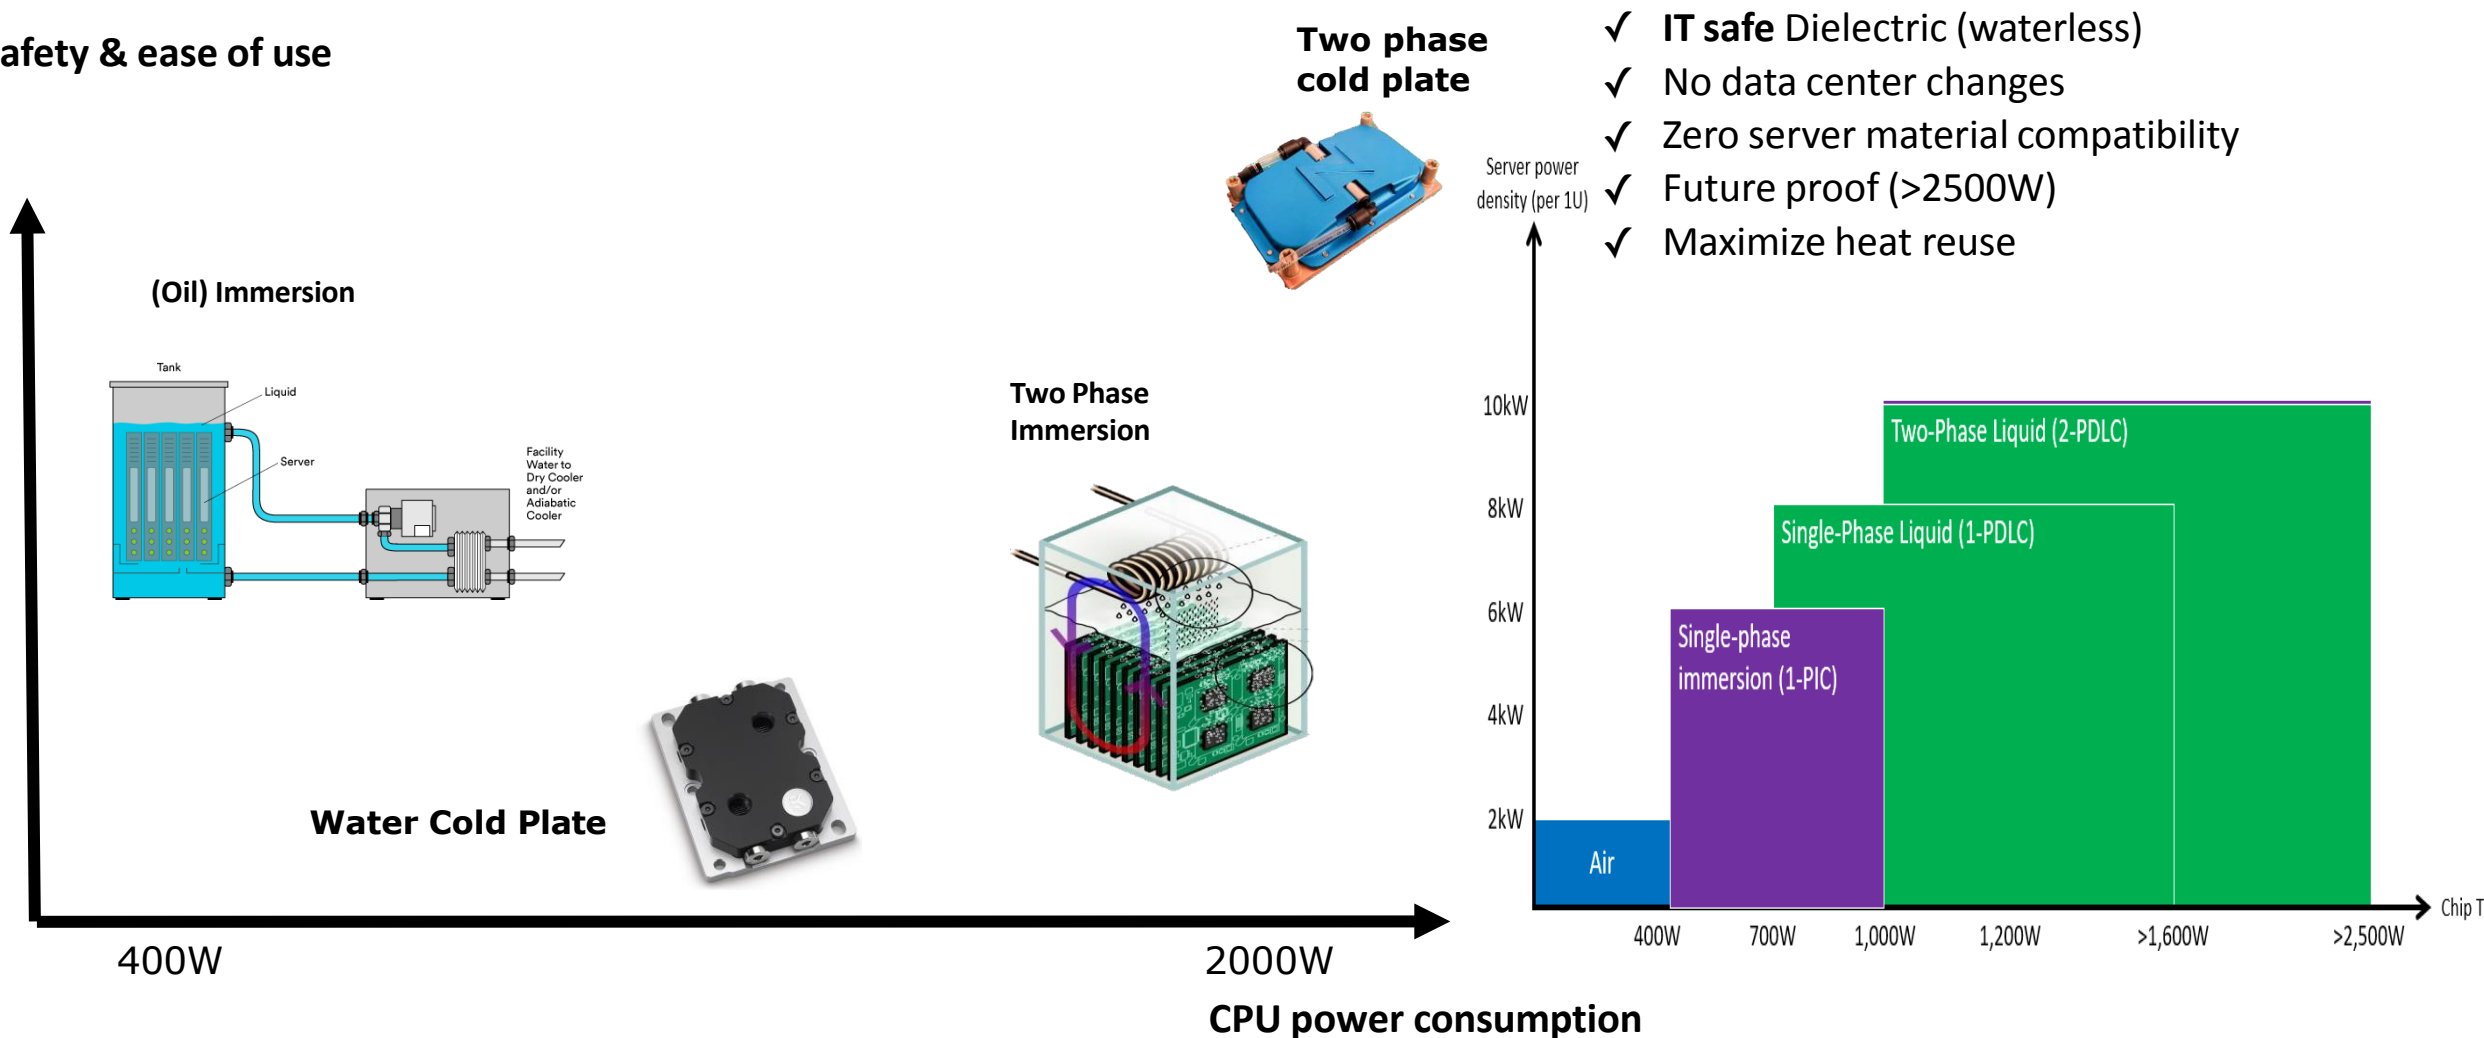 afety & ease of use
(Oil) Immersion
Tank
Liquid
Server
Facility
Water to
Dry Cooler
and/or
Adiabatic
Cooler
Water Cold Plate
Two Phase
Immersion
Two phase
cold plate
400W
2000W
CPU power consumption
✓ IT safe Dielectric (waterless)
✓ No data center changes
✓ Zero server material compatibility
✓ Future proof (>2500W)
✓ Maximize heat reuse
Server power
density (per 1U)
10kW
8kW
6kW
4kW
2kW
Two-Phase Liquid (2-PDLC)
Single-Phase Liquid (1-PDLC)
Single-phase
immersion (1-PIC)
Air
400W
700W
1,000W
1,200W
>1,600W
>2,500W
Chip T